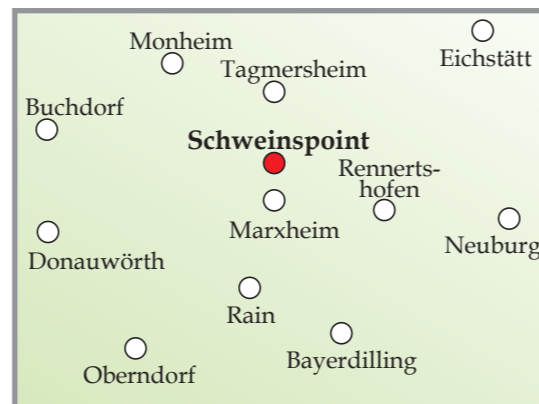 Monheim
Eichstätt
Tagmersheim
Buchdorf
Schweinspoint
Rennerts-
hofen
Marxheim
Neuburg
Donauwörth
Rain
Bayerdilling
Oberndorf